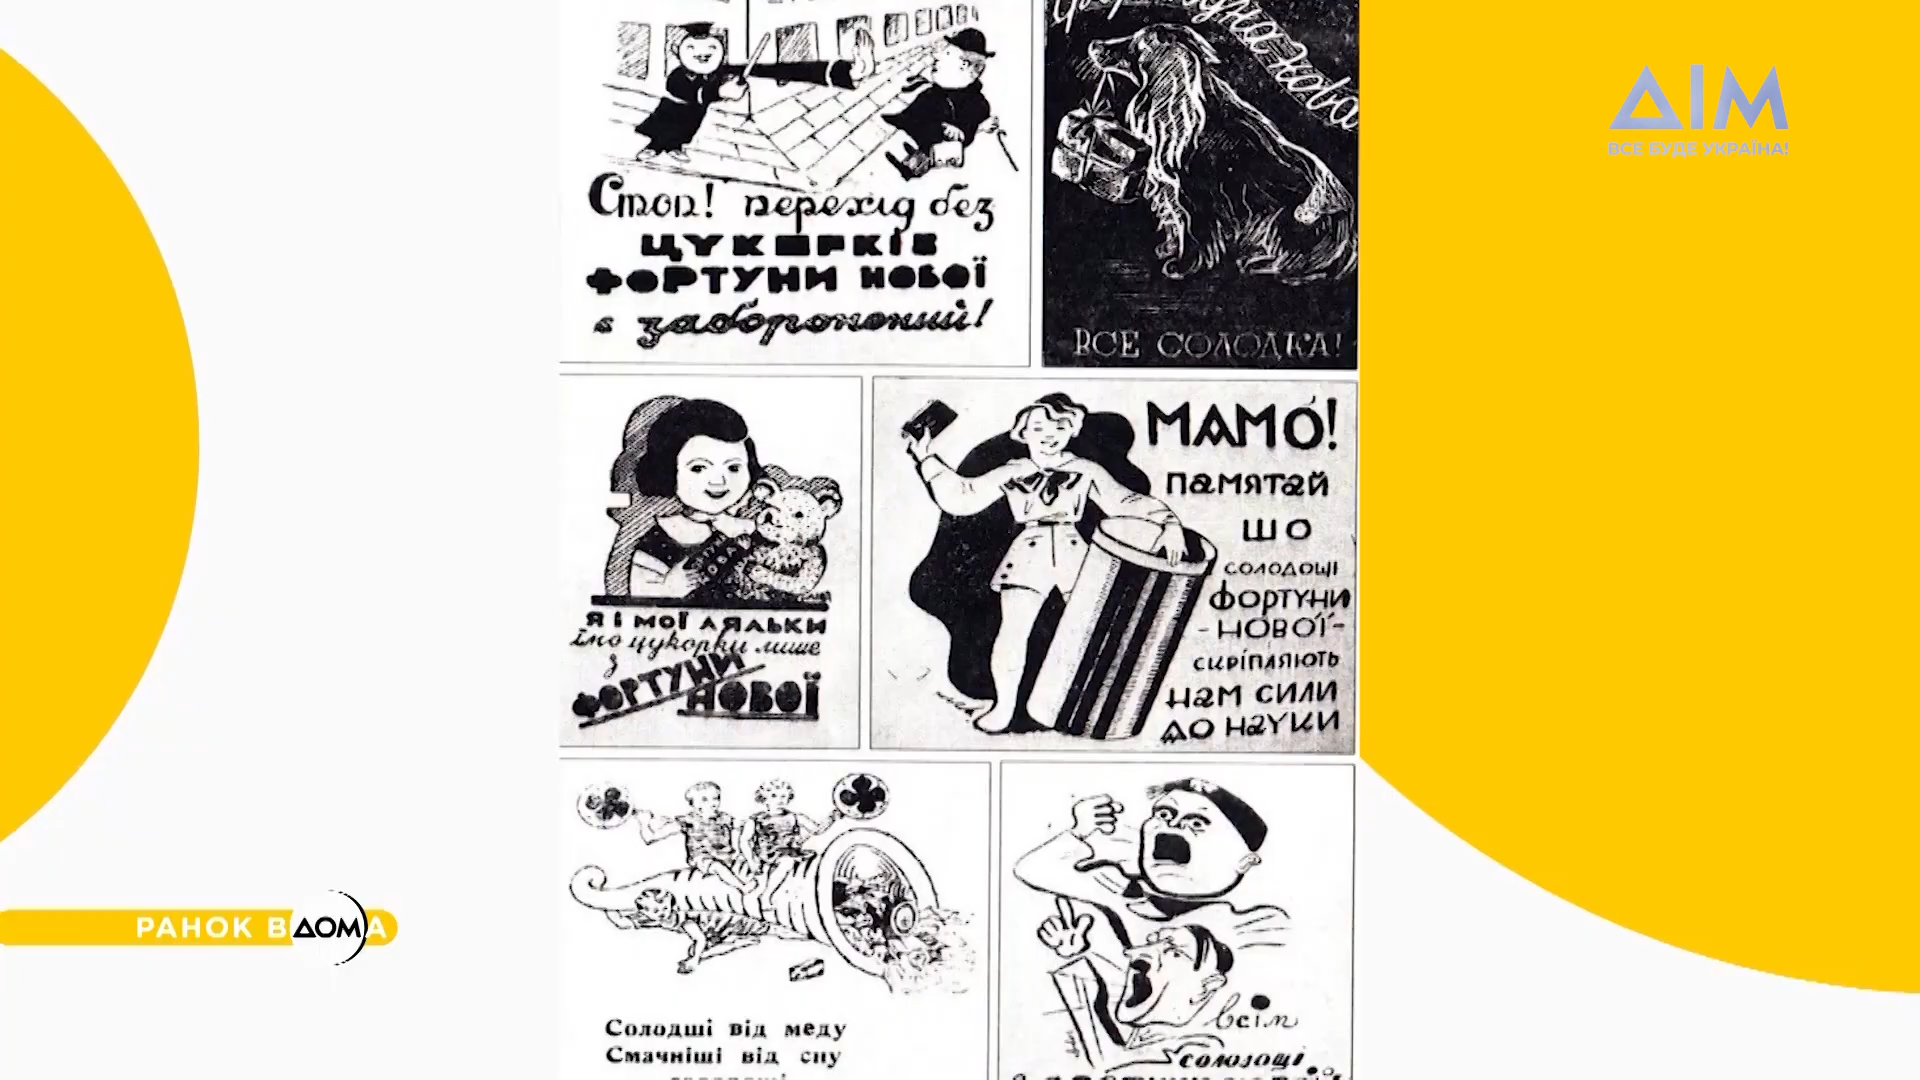 Стоп! перехід без
ЦУКЕРКІВ
ФОРТУНИ НОВОЇ
є заборонений!
Фортуна нова
ВСЕ СОЛОДКА!
ДІМ
ВСЕ БУДЕ УКРАЇНА!
Я І МОЇ ЛЯЛЬКИ
їмо цукорки лише
з
ФОРТУНИ
НОВОЇ
МАМО!
памятай
що
солодощі
фортуни
-нової-
скріпляють
нам сили
до науки
РАНОК ВДОМА
Солодші від меду
Смачніші від сну
всім
солодощі